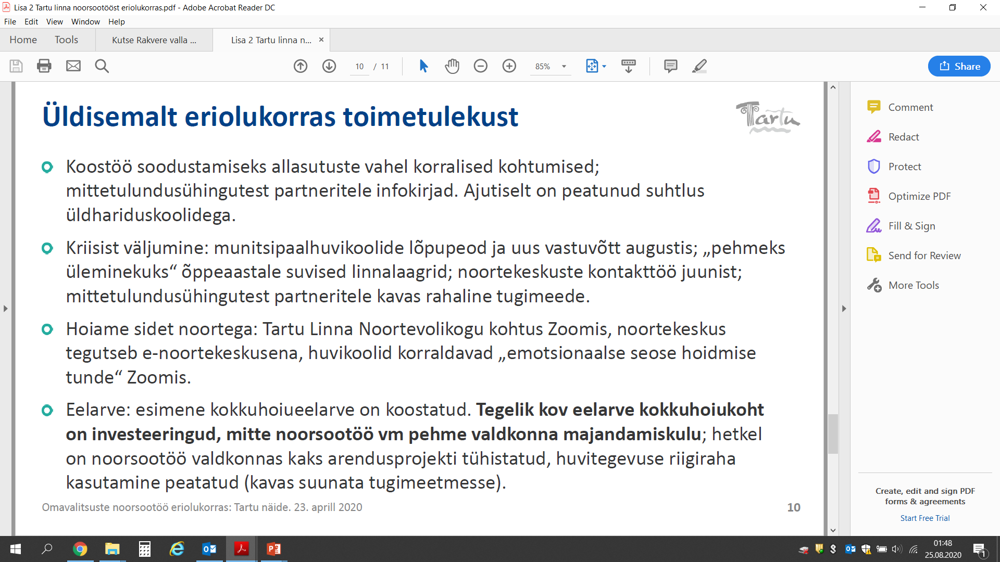 Lisa 2 Tartu linna noorsootööst eriolukorras.pdf - Adobe Acrobat Reader DC
File Edit View Window Help
Home Tools Kutse Rakvere valla ... Lisa 2 Tartu linna n...
10 / 11 85% Share
Üldisemalt eriolukorras toimetulekust
Tartu
Koostöö soodustamiseks allasutuste vahel korralised kohtumised;
mittetulundusühingutest partneritele infokirjad. Ajutiselt on peatunud suhtlus
üldhariduskoolidega.
Kriisist väljumine: munitsipaalhuvikoolide lõpupeod ja uus vastuvõtt augustis; „pehmeks
üleminekuks“ õppeaastale suvised linnalaagrid; noortekeskuste kontakttöö juunist;
mittetulundusühingutest partneritele kavas rahaline tugimeede.
Hoiame sidet noortega: Tartu Linna Noortevolikogu kohtus Zoomis, noortekeskus
tegutseb e-noortekeskusena, huvikoolid korraldavad „emotsionaalse seose hoidmise
tunde“ Zoomis.
Eelarve: esimene kokkuhoiueelarve on koostatud. Tegelik kov eelarve kokkuhoiukoht
on investeeringud, mitte noorsootöö vm pehme valdkonna majandamiskulu; hetkel
on noorsootöö valdkonnas kaks arendusprojekti tühistatud, huvitegevuse riigiraha
kasutamine peatatud (kavas suunata tugimeetmesse).
Omavalitsuste noorsootöö eriolukorras: Tartu näide. 23. aprill 2020 10
Comment
Redact
Protect
Optimize PDF
Fill & Sign
Send for Review
More Tools
Create, edit and sign PDF
forms & agreements
Start Free Trial
01:48
25.08.2020
1